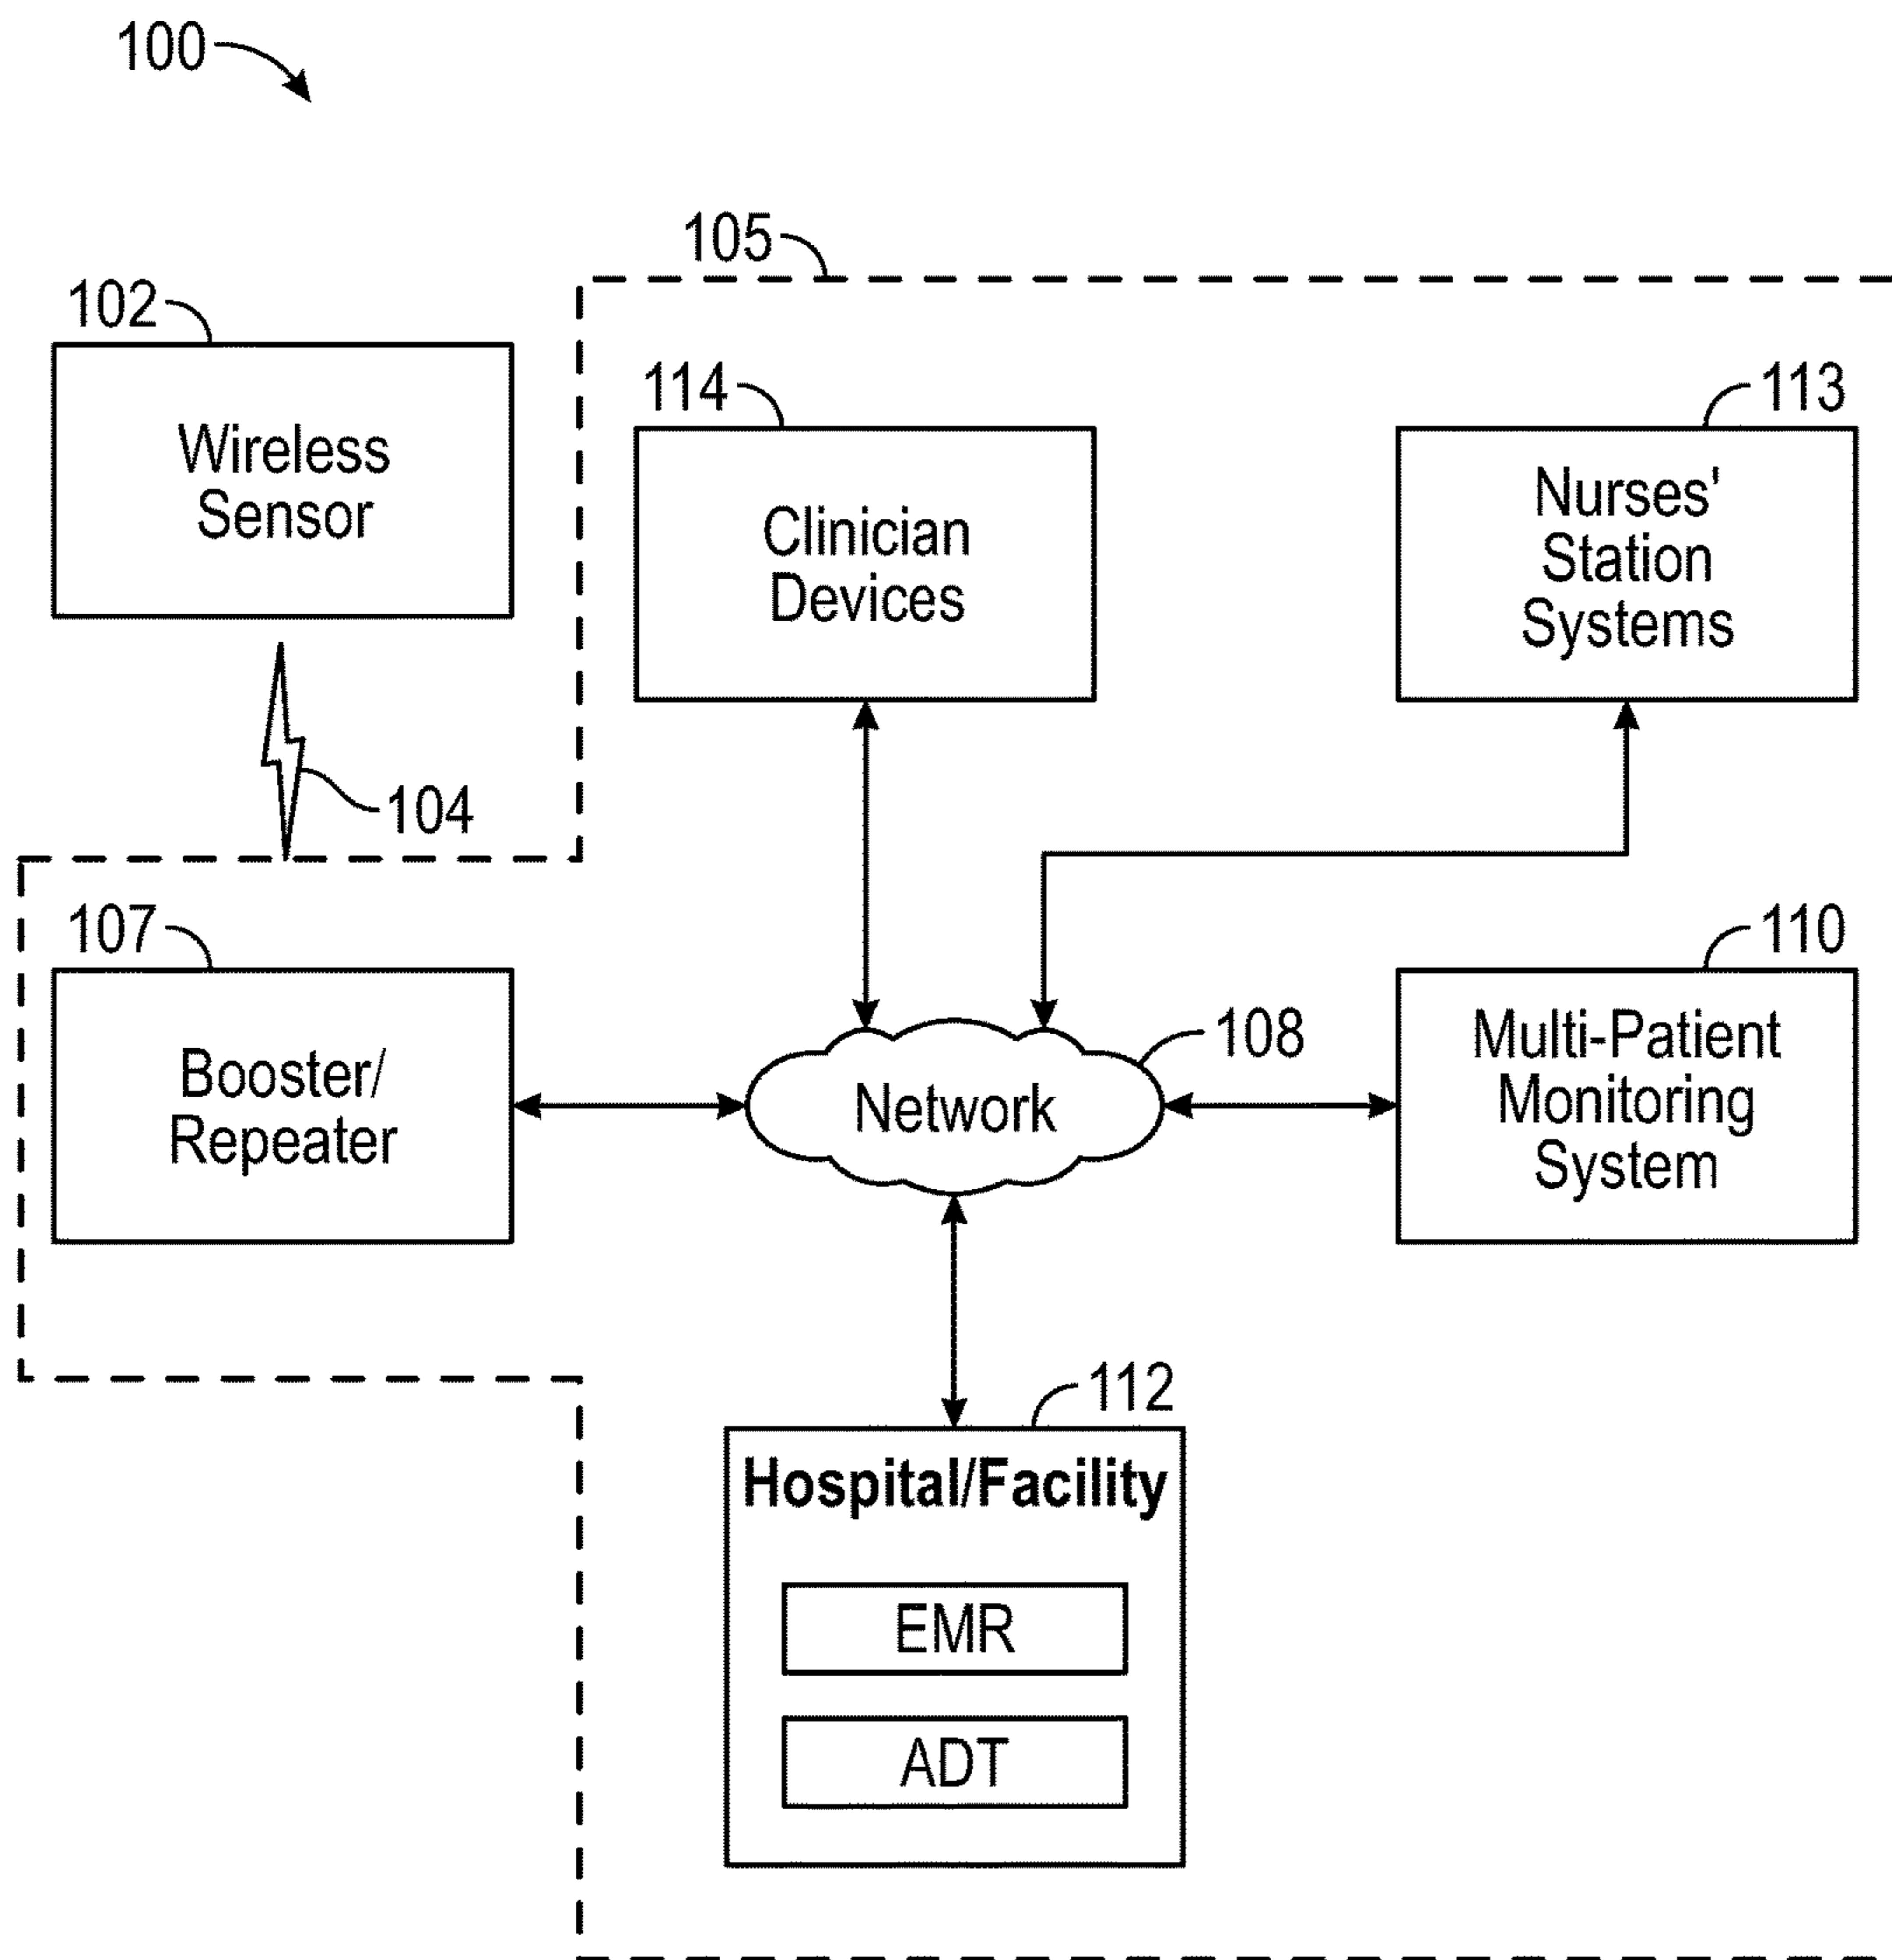 100
105
102
114
113
Wireless
Sensor
Clinician
Devices
Nurses'
Station
Systems
104
107
110
108
Booster/
Repeater
Network
Multi-Patient
Monitoring
System
112
Hospital/Facility
EMR
ADT